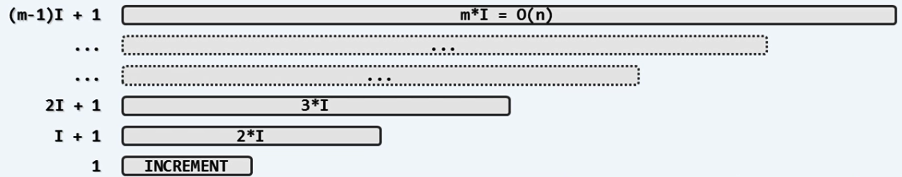 (m-1)I + 1 m*I = O(n)
... ...
... ...
2I + 1 3*I
I + 1 2*I
1 INCREMENT